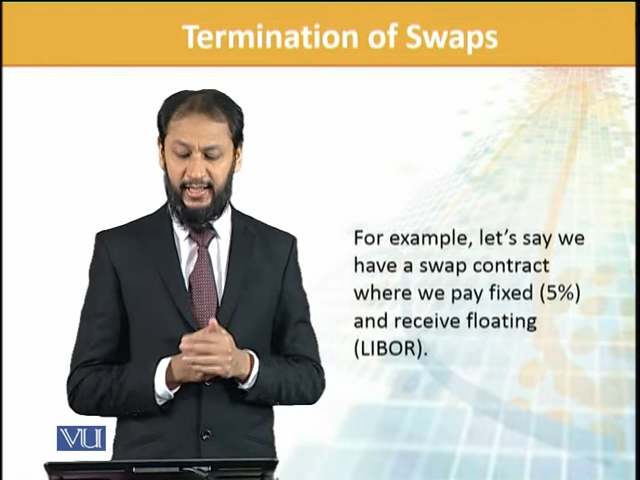 Termination of Swaps
For example, let's say we
have a swap contract
where we pay fixed (5%)
and receive floating
(LIBOR).
VU